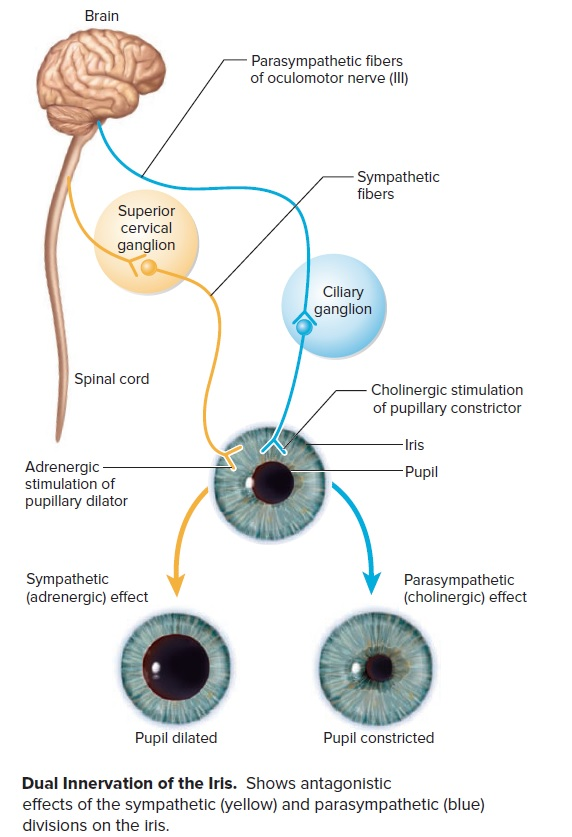 Brain
Parasympathetic fibers
of oculomotor nerve (III)
Sympathetic
fibers
Superior
cervical
ganglion
Ciliary
ganglion
Spinal cord
Cholinergic stimulation
of pupillary constrictor
Iris
Pupil
Adrenergic
stimulation of
pupillary dilator
Sympathetic
(adrenergic) effect
Parasympathetic
(cholinergic) effect
Pupil dilated
Pupil constricted
Dual Innervation of the Iris. Shows antagonistic
effects of the sympathetic (yellow) and parasympathetic (blue)
divisions on the iris.